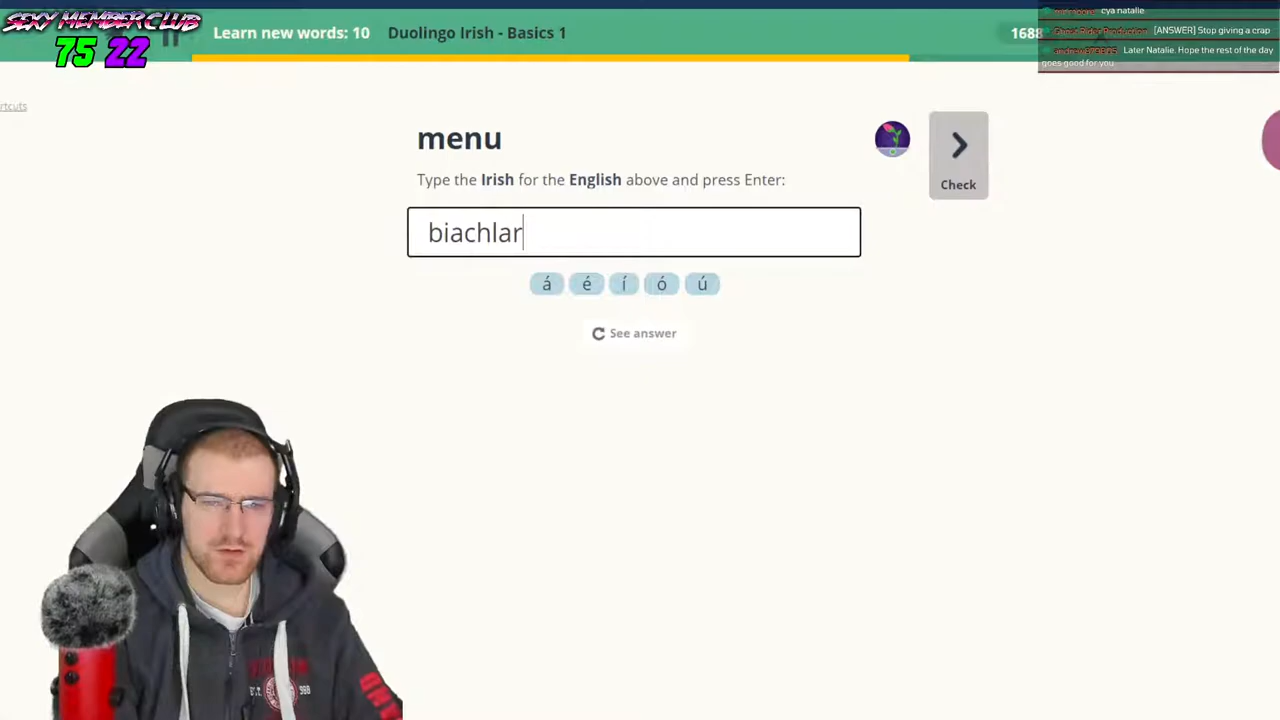 SEXY MEMBER CLUB
75 22
Learn new words: 10
Duolingo Irish - Basics 1
1688
cya natalie.
[ANSWER] Stop giving a crap
Later Natalie. Hope the rest of the day
goes good for you.
rtcuts
menu
Type the Irish for the English above and press Enter:
Check
biachlar
á é í ó ú
See answer